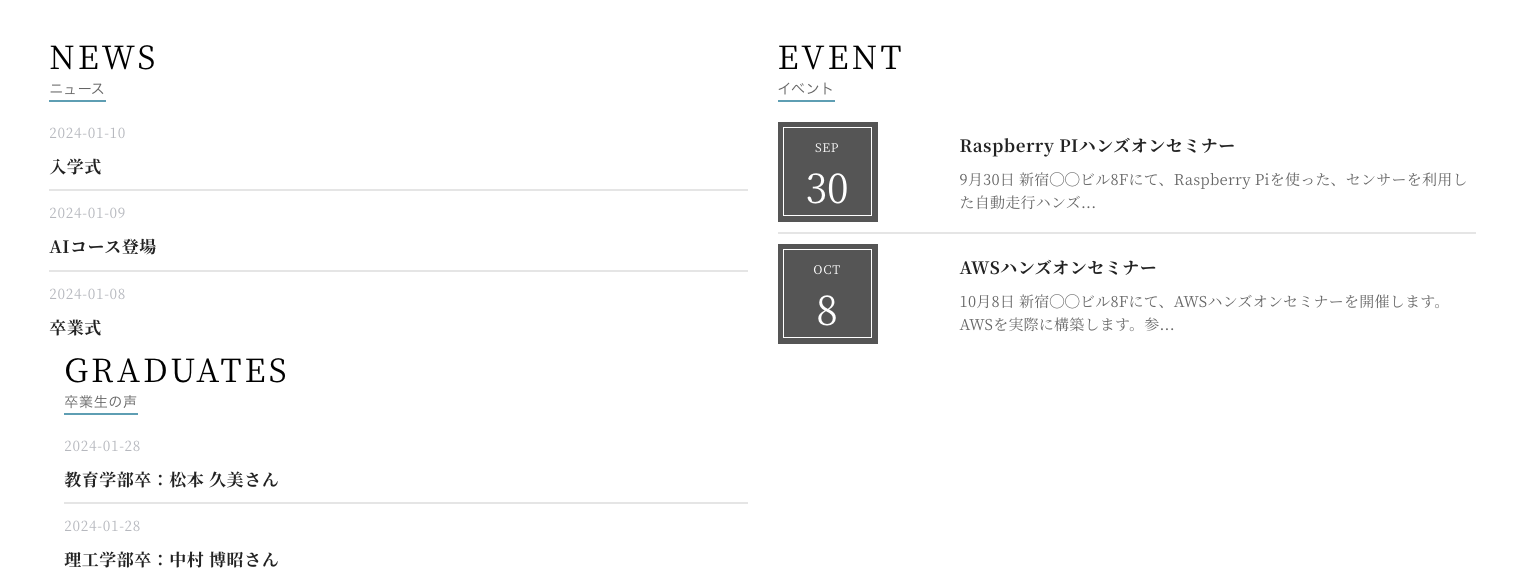 NEWS
ニュース
2024-01-10
入学式
2024-01-09
AIコース登場
2024-01-08
卒業式
GRADUATES
卒業生の声
2024-01-28
教育学部卒：松本 久美さん
2024-01-28
理工学部卒：中村 博昭さん
EVENT
イベント
SEP
30
Raspberry PIハンズオンセミナー
9月30日 新宿◯◯ビル8Fにて、Raspberry Piを使った、センサーを利用し
た自動走行ハンズ...
OCT
8
AWSハンズオンセミナー
10月8日 新宿◯◯ビル8Fにて、AWSハンズオンセミナーを開催します。
AWSを実際に構築します。参...